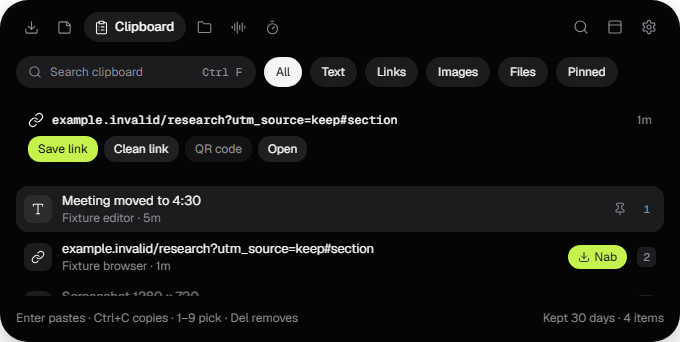 Clipboard
Search clipboard Ctrl F All Text Links Images Files Pinned
example.invalid/research?utm_source=keep#section 1m
Save link Clean link QR code Open
T Meeting moved to 4:30 1
Fixture editor · 5m
example.invalid/research?utm_source=keep#section Nab 2
Fixture browser · 1m
Screenshot 1280 x 720
Enter pastes · Ctrl+C copies · 1–9 pick · Del removes Kept 30 days · 4 items